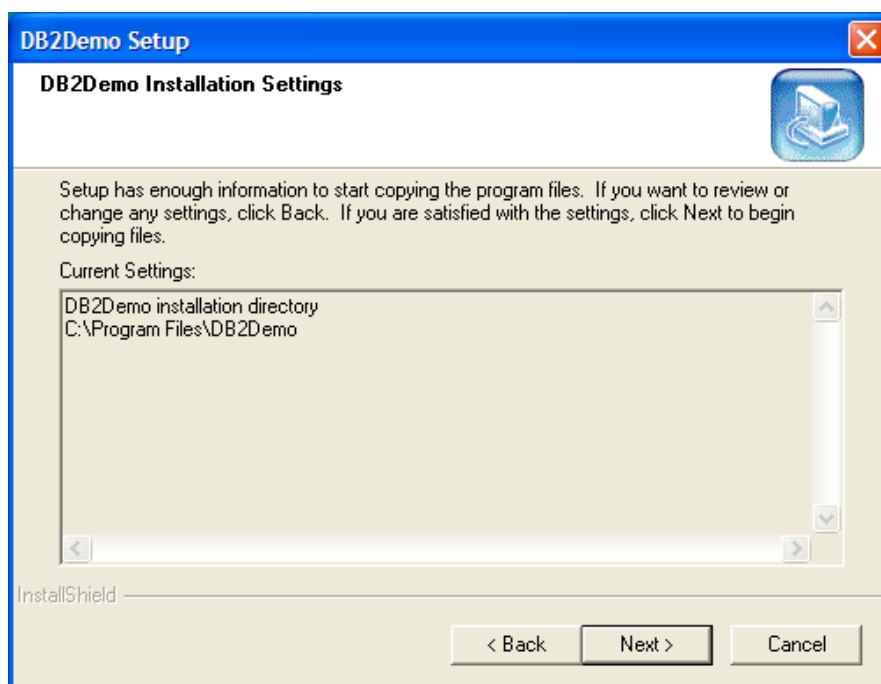 DB2Demo Setup
DB2Demo Installation Settings
Setup has enough information to start copying the program files.  If you want to review or
change any settings, click Back.  If you are satisfied with the settings, click Next to begin
copying files.
Current Settings:
DB2Demo installation directory
C:\Program Files\DB2Demo
InstallShield
< Back
Next >
Cancel